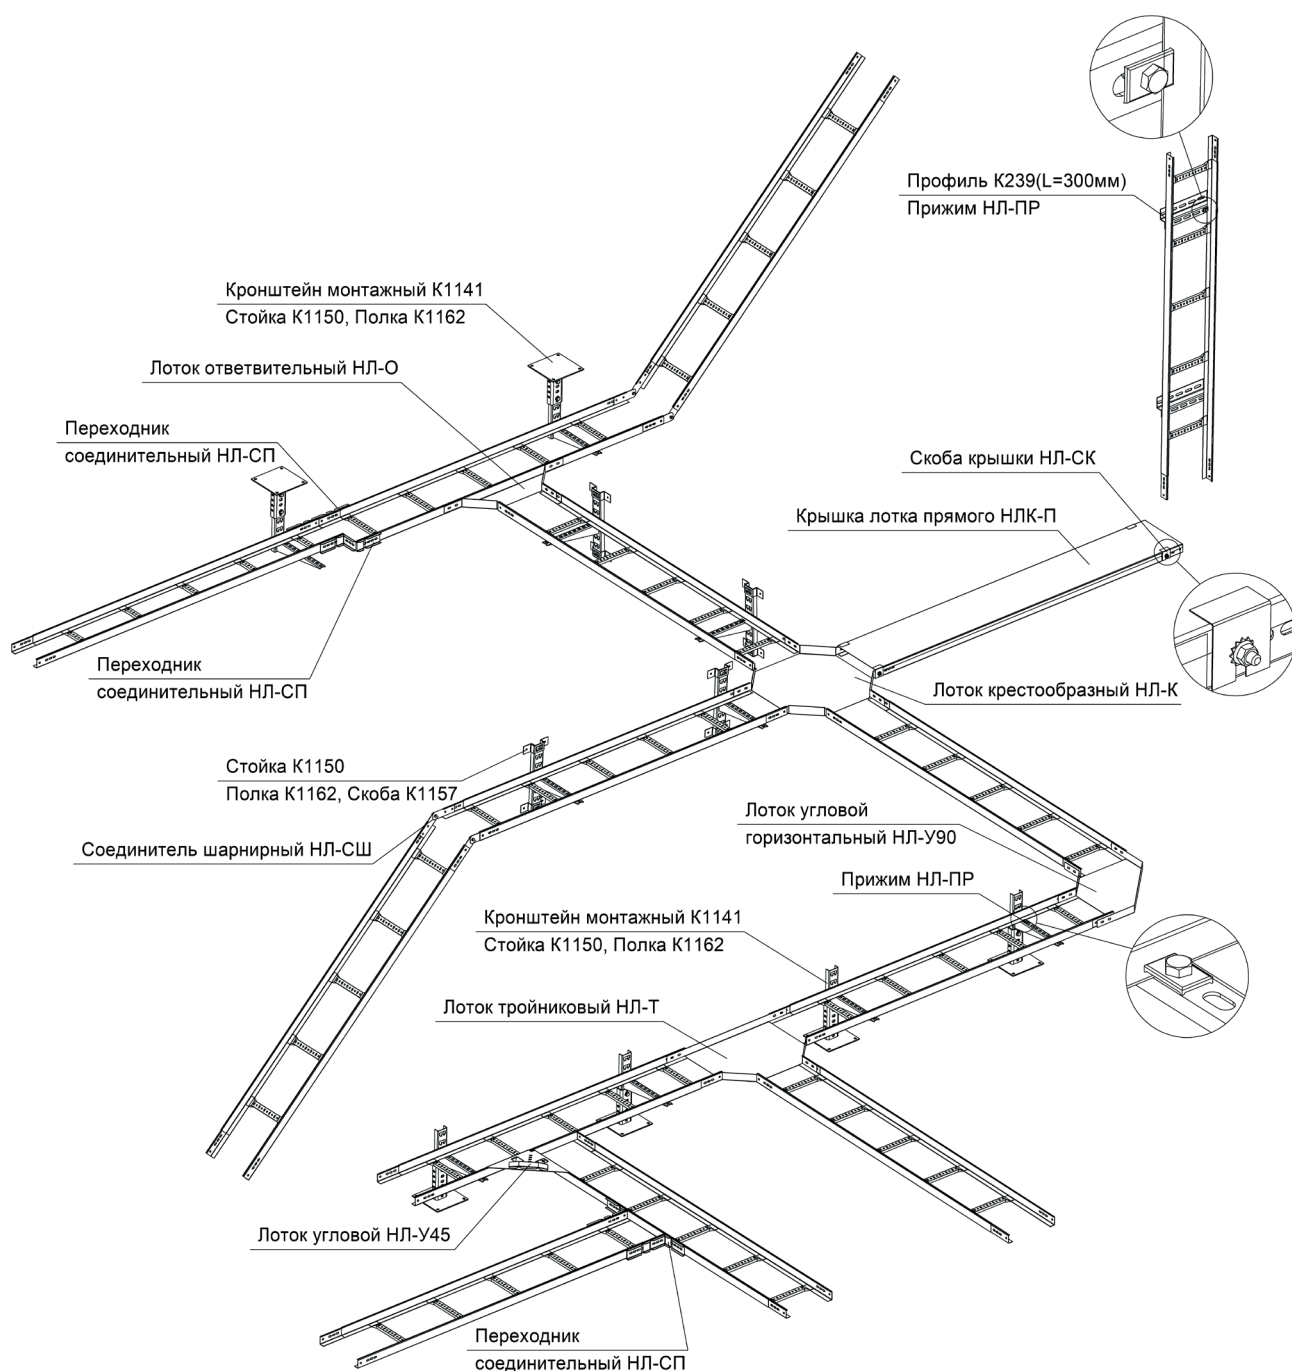 Профиль К239(L=300мм)
Прижим НЛ-ПР
Кронштейн монтажный К1141
Стойка К1150, Полка К1162
Лоток ответвительный НЛ-О
Переходник
соединительный НЛ-СП
Скоба крышки НЛ-СК
Крышка лотка прямого НЛК-П
Переходник
соединительный НЛ-СП
Лоток крестообразный НЛ-К
Стойка К1150
Полка К1162, Скоба К1157
Лоток угловой
горизонтальный НЛ-У90
Соединитель шарнирный НЛ-СШ
Прижим НЛ-ПР
Кронштейн монтажный К1141
Стойка К1150, Полка К1162
Лоток тройниковый НЛ-Т
Лоток угловой НЛ-У45
Переходник
соединительный НЛ-СП